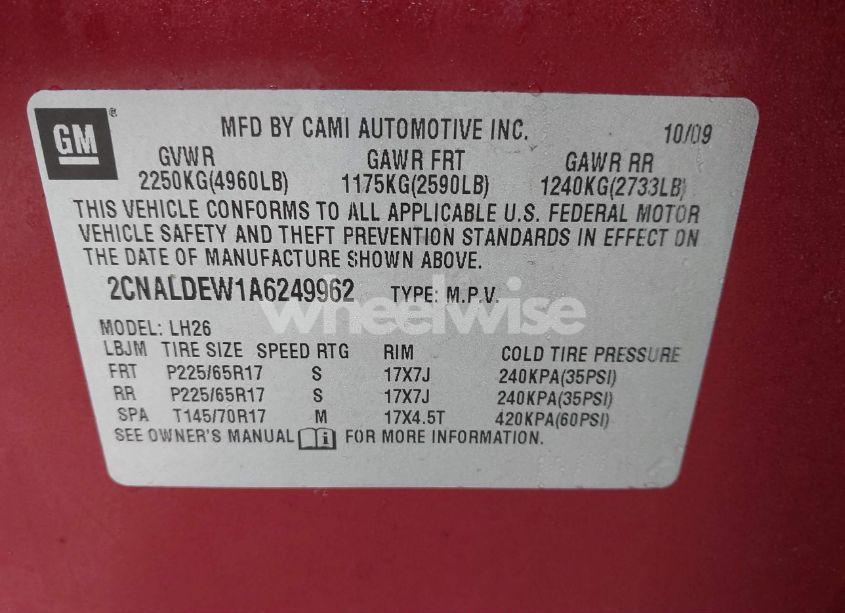 GM ® MFD BY CAMI AUTOMOTIVE INC. 10/09
GVWR GAWR FRT GAWR RR
2250KG(4960LB) 1175KG(2590LB) 1240KG(2733LB)
THIS VEHICLE CONFORMS TO ALL APPLICABLE U.S. FEDERAL MOTOR
VEHICLE SAFETY AND THEFT PREVENTION STANDARDS IN EFFECT ON
THE DATE OF MANUFACTURE SHOWN ABOVE.
2CNALDEW1A6249962 TYPE: M.P.V.
wheelwise
MODEL: LH26
LBJM TIRE SIZE SPEED RTG RIM COLD TIRE PRESSURE
FRT P225/65R17 S 17X7J 240KPA(35PSI)
RR P225/65R17 S 17X7J 240KPA(35PSI)
SPA T145/70R17 M 17X4.5T 420KPA(60PSI)
SEE OWNER'S MANUAL FOR MORE INFORMATION.